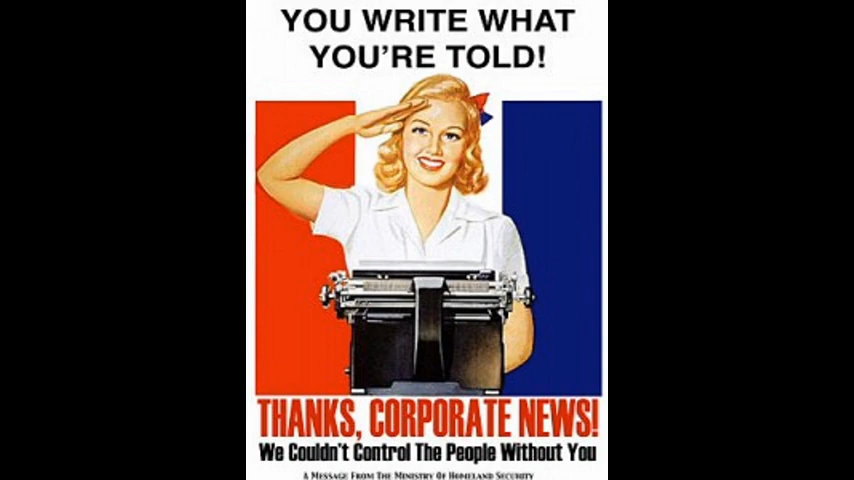 YOU WRITE WHAT
YOU'RE TOLD!
THANKS, CORPORATE NEWS!
We Couldn't Control The People Without You
A Message From The Ministry Of Homeland Security